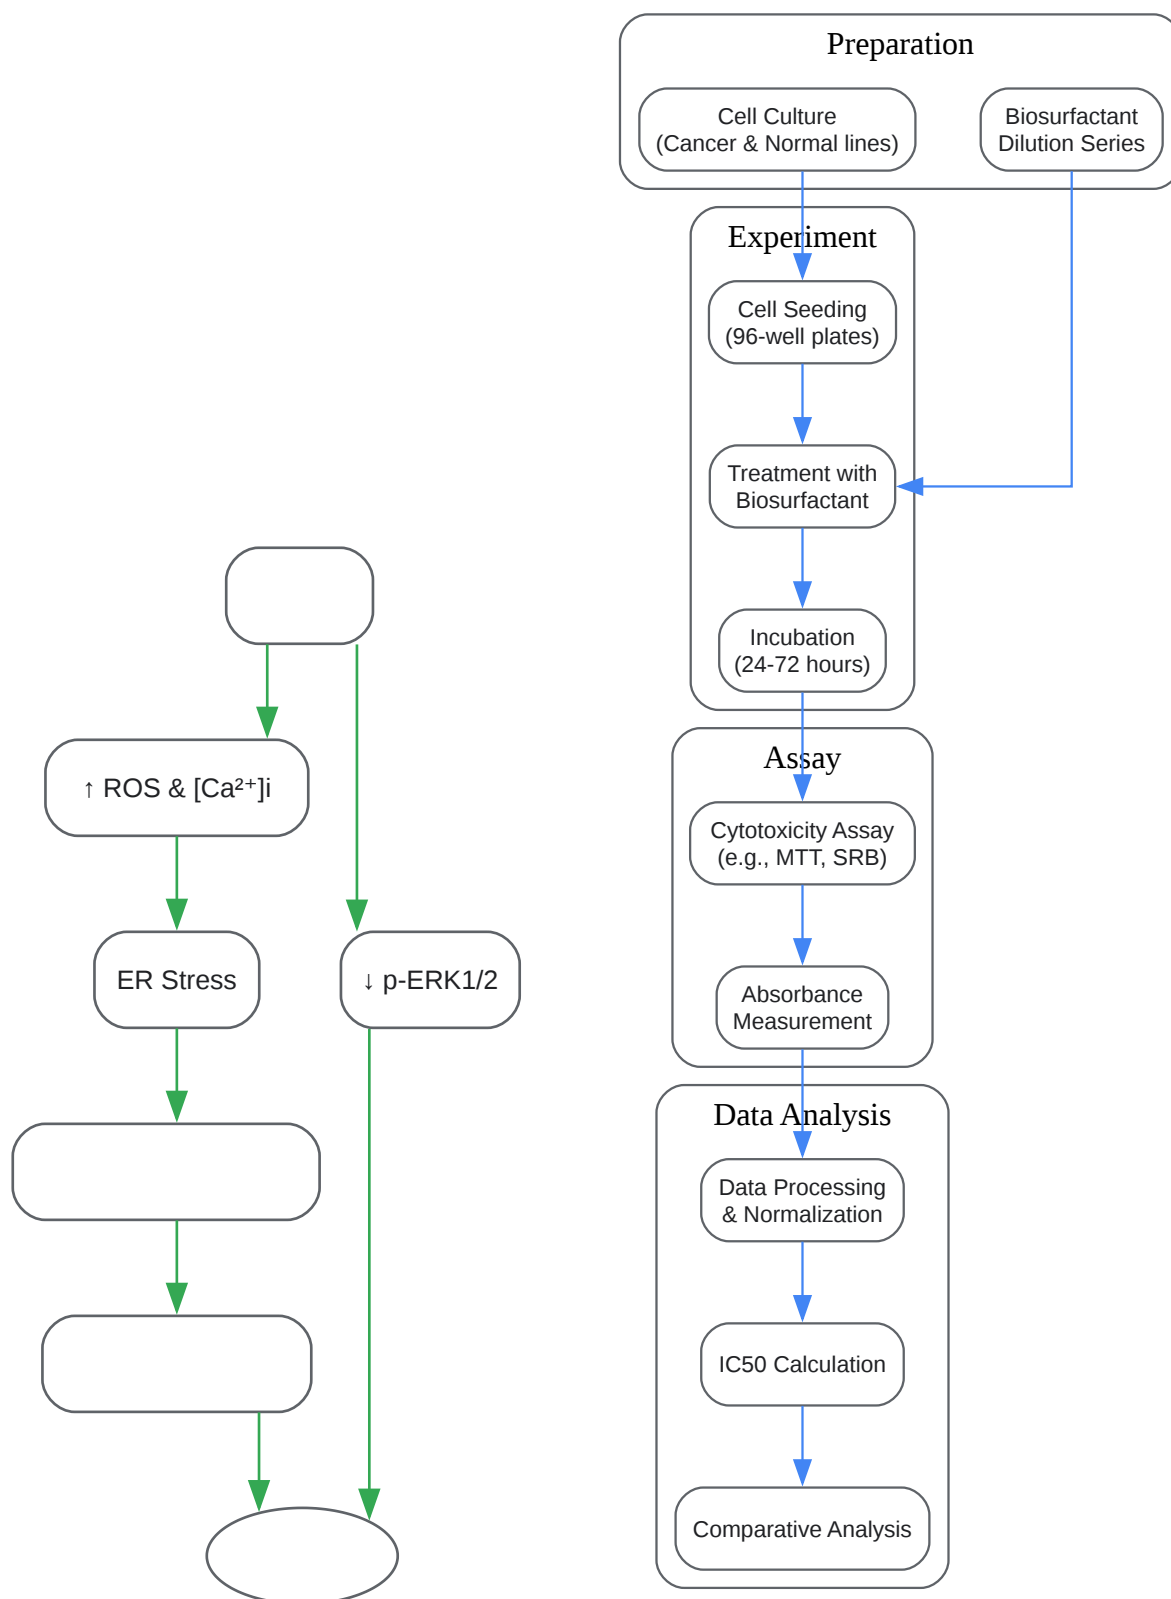 Preparation
Cell Culture
(Cancer & Normal lines)
Biosurfactant
Dilution Series
Experiment
Cell Seeding
(96-well plates)
Treatment with
Biosurfactant
Incubation
(24-72 hours)
Assay
Cytotoxicity Assay
(e.g., MTT, SRB)
Absorbance
Measurement
Data Analysis
Data Processing
& Normalization
IC50 Calculation
Comparative Analysis
↑ ROS & [Ca²⁺]i
ER Stress
↓ p-ERK1/2